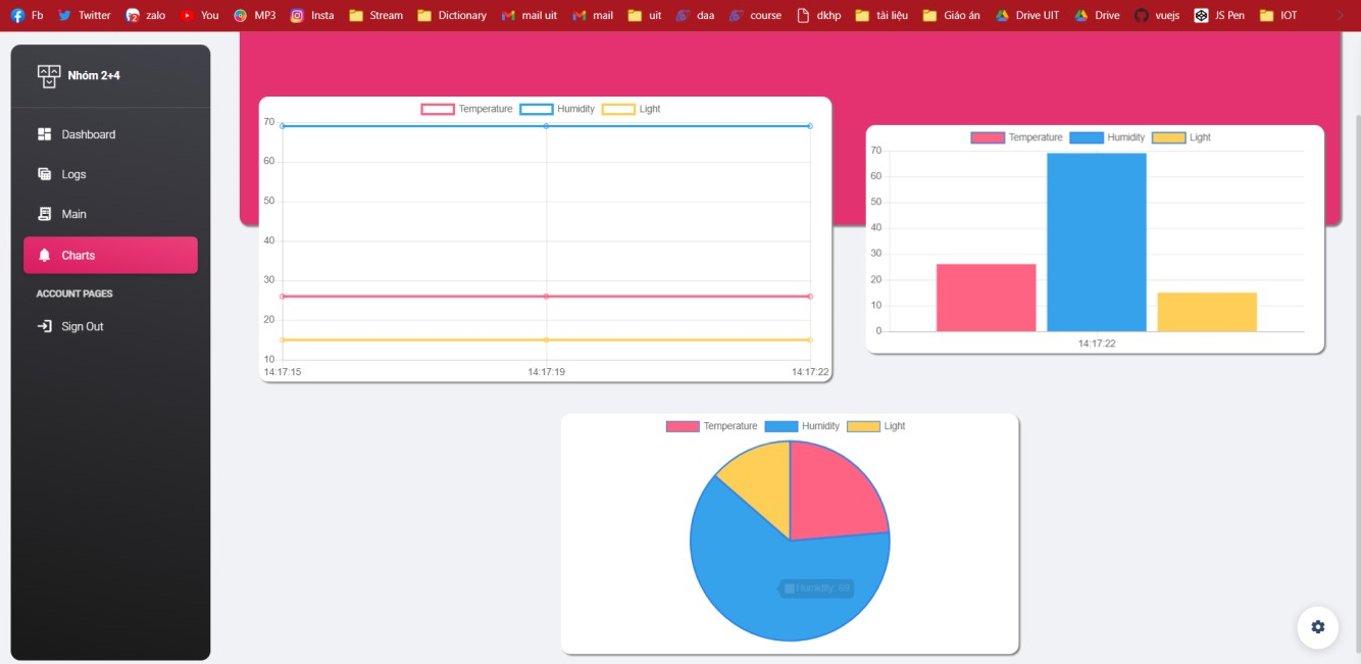 Fb Twitter zalo You MP3 Insta Stream Dictionary mail uit mail uit daa course dkhp tài liệu Giáo án Drive UIT Drive vuejs JS Pen IOT
Nhóm 2+4
Dashboard
Logs
Main
Charts
ACCOUNT PAGES
Sign Out
Temperature Humidity Light
70
60
50
40
30
20
10
14:17:15 14:17:19 14:17:22
Temperature Humidity Light
70
60
50
40
30
20
10
0
14:17:22
Temperature Humidity Light
Humidity: 69